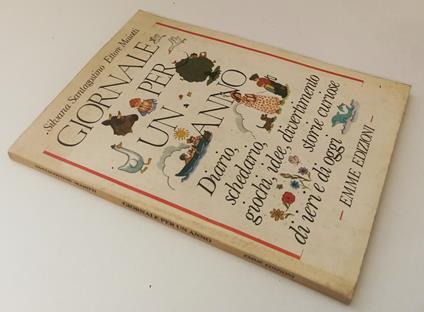 Silvana Santagostino Ettore Maiotti
GIORNALE
PER
UN
ANNO
Diario,
schedario,
giochi, idee, divertimento
storie curiose
di ieri e di oggi
EMME EDIZIONI
GIORNALE PER UN ANNO
EMME EDIZIONI